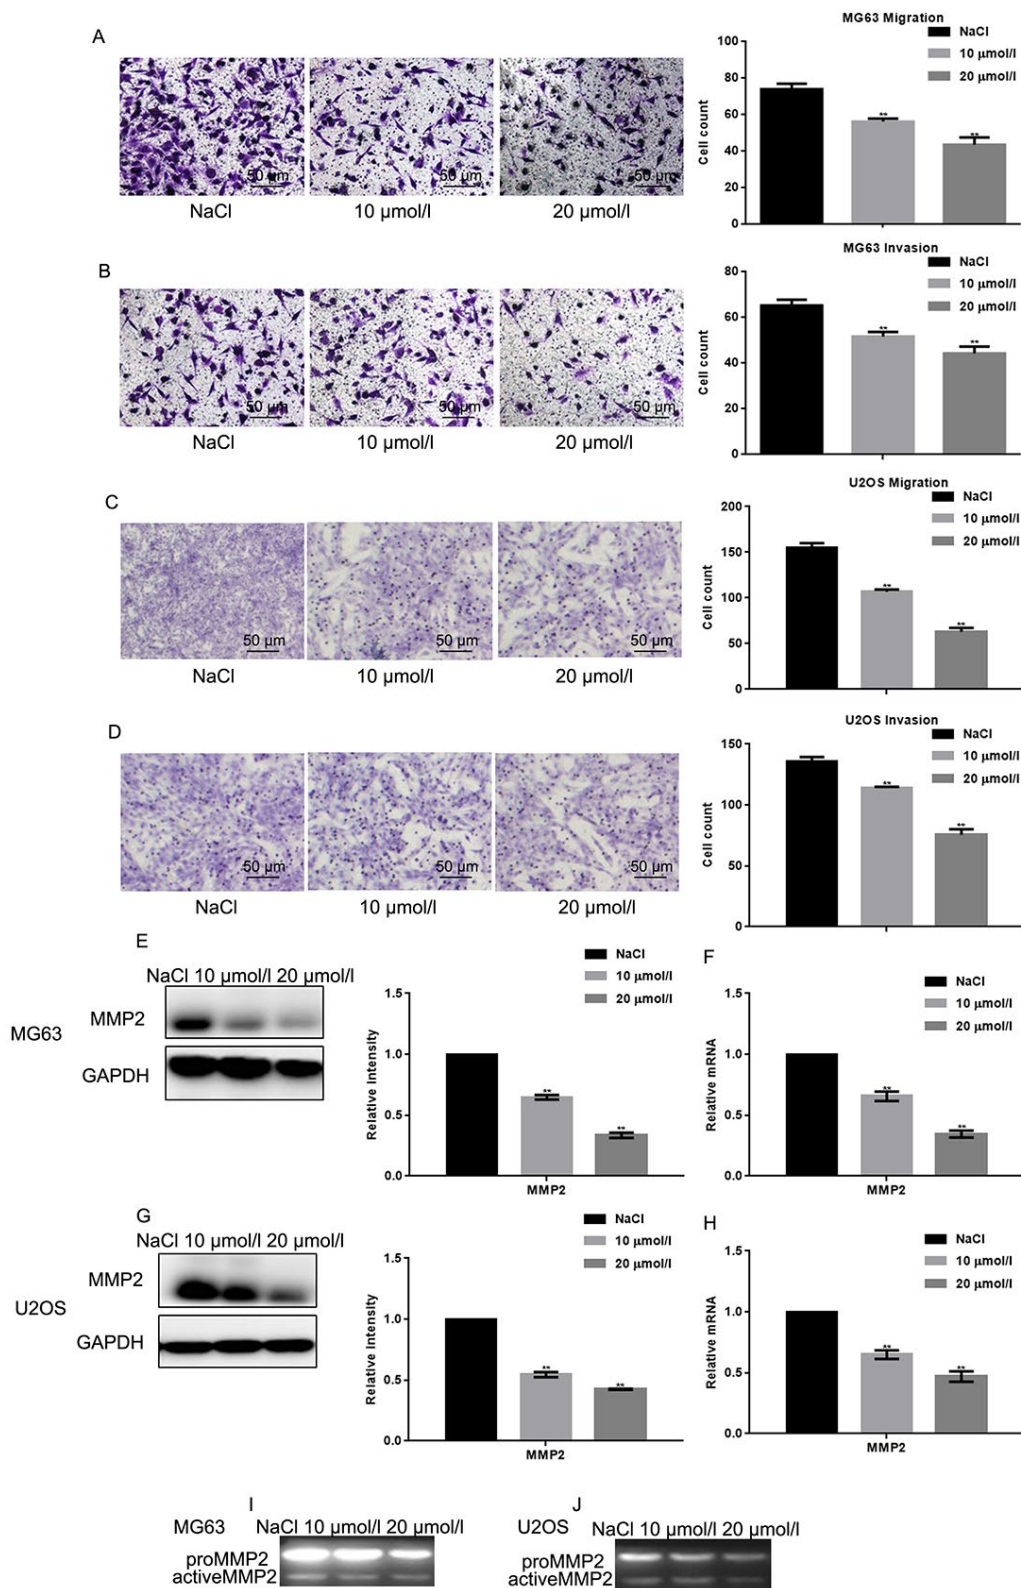 A
50 µm
50 µm
50 µm
NaCl
10 µmol/l
20 µmol/l
MG63 Migration
NaCl
10 µmol/l
20 µmol/l
Cell count
100
80
60
40
20
0
**
**
B
50 µm
50 µm
50 µm
NaCl
10 µmol/l
20 µmol/l
MG63 Invasion
NaCl
10 µmol/l
20 µmol/l
Cell count
80
60
40
20
0
**
**
C
50 µm
50 µm
50 µm
NaCl
10 µmol/l
20 µmol/l
U2OS Migration
NaCl
10 µmol/l
20 µmol/l
Cell count
200
150
100
50
0
**
**
D
50 µm
50 µm
50 µm
NaCl
10 µmol/l
20 µmol/l
U2OS Invasion
NaCl
10 µmol/l
20 µmol/l
Cell count
150
100
50
0
**
**
E
NaCl 10 µmol/l 20 µmol/l
MG63
MMP2
GAPDH
NaCl
10 µmol/l
20 µmol/l
Relative Intensity
1.5
1.0
0.5
0.0
**
**
MMP2
F
NaCl
10 µmol/l
20 µmol/l
Relative mRNA
1.5
1.0
0.5
0.0
**
**
MMP2
G
NaCl 10 µmol/l 20 µmol/l
U2OS
MMP2
GAPDH
NaCl
10 µmol/l
20 µmol/l
Relative Intensity
1.5
1.0
0.5
0.0
**
**
MMP2
H
NaCl
10 µmol/l
20 µmol/l
Relative mRNA
1.5
1.0
0.5
0.0
**
**
MMP2
I
MG63
NaCl 10 µmol/l 20 µmol/l
proMMP2
activeMMP2
J
U2OS
NaCl 10 µmol/l 20 µmol/l
proMMP2
activeMMP2